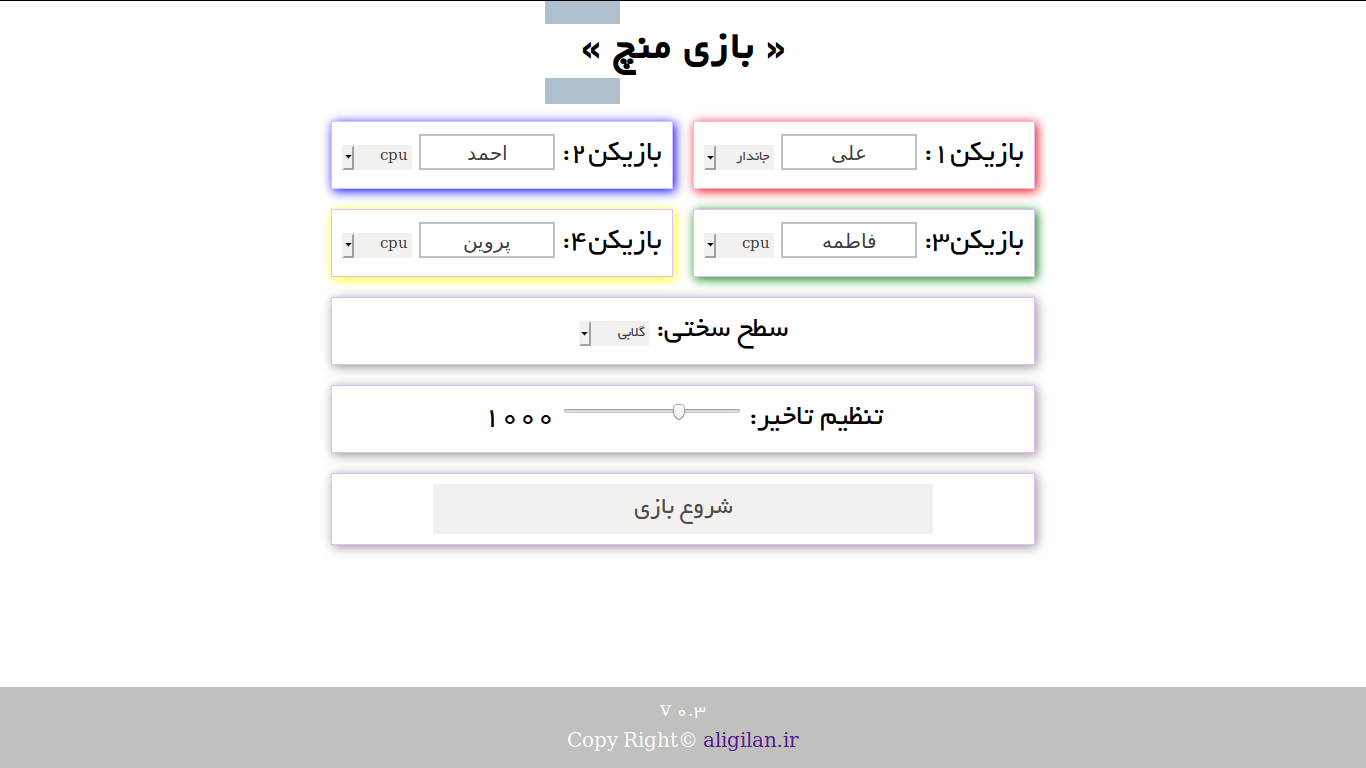 « بازی منچ »
بازیکن۱: علی جاندار
بازیکن۲: احمد cpu
بازیکن۳: فاطمه cpu
بازیکن۴: پروین cpu
سطح سختی: گلابی
تنظیم تاخیر: ۱۰۰۰
شروع بازی
v ۰.۳
Copy Right© aligilan.ir